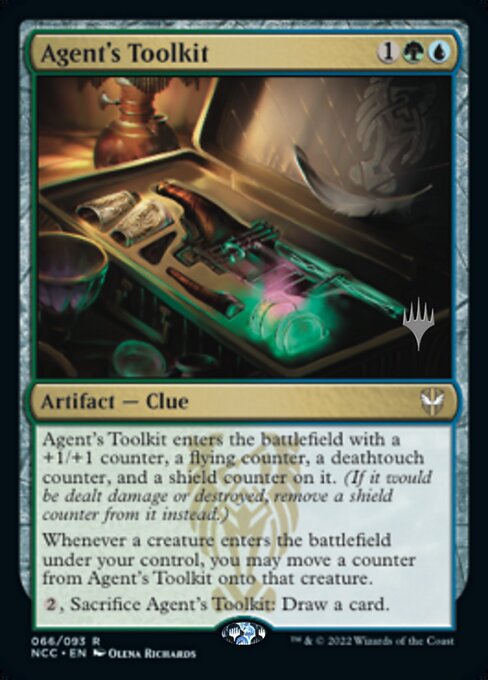 Agent's Toolkit 1
Artifact — Clue
Agent's Toolkit enters the battlefield with a
+1/+1 counter, a flying counter, a deathtouch
counter, and a shield counter on it. (If it would
be dealt damage or destroyed, remove a shield
counter from it instead.)
Whenever a creature enters the battlefield
under your control, you may move a counter
from Agent's Toolkit onto that creature.
2, Sacrifice Agent's Toolkit: Draw a card.
066/093 R
NCC • EN OLENA RICHARDS
™ & © 2022 Wizards of the Coast